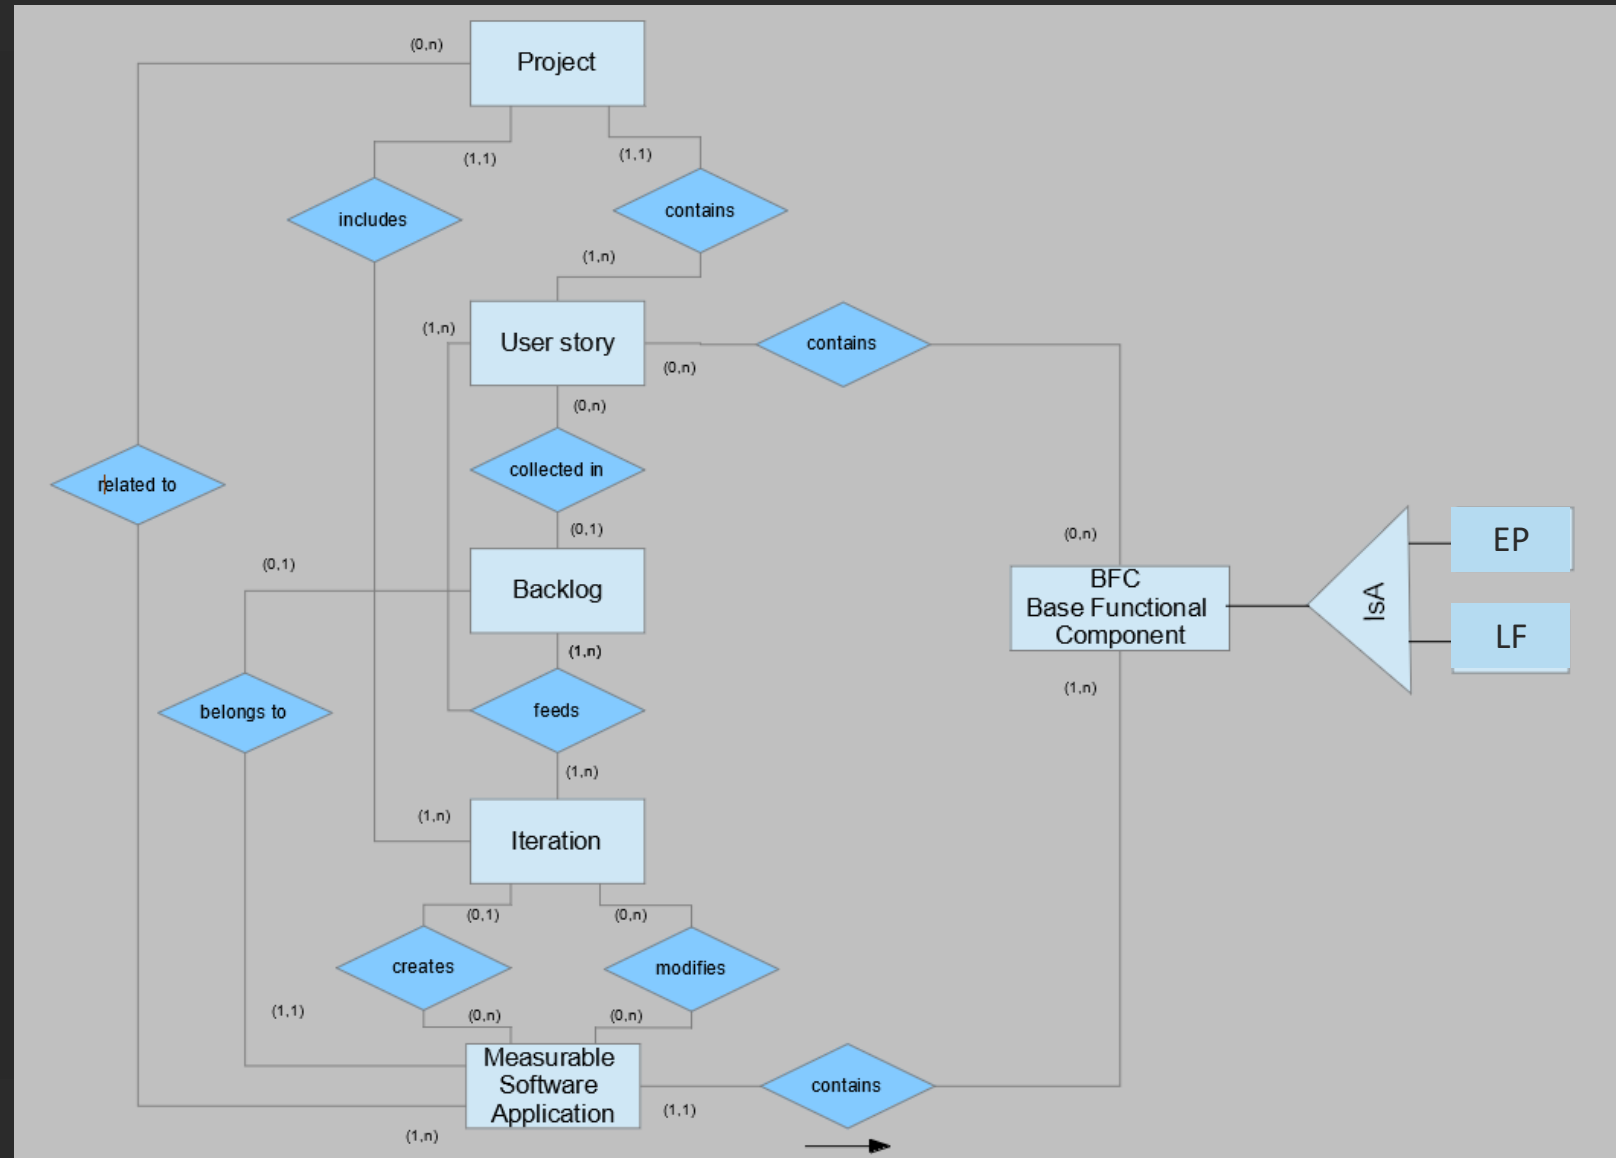 (0,n)
Project
(1,1)
(1,1)
includes
contains
(1,n)
(1,n)
User story
contains
(0,n)
(0,n)
collected in
related to
(0,1)
(0,n)
EP
(0,1)
Backlog
BFC
Base Functional
Component
IsA
LF
(1,n)
(1,n)
belongs to
feeds
(1,n)
(1,n)
Iteration
(0,1)
(0,n)
creates
modifies
(1,1)
(0,n)
(0,n)
Measurable
Software
Application
contains
(1,1)
(1,n)